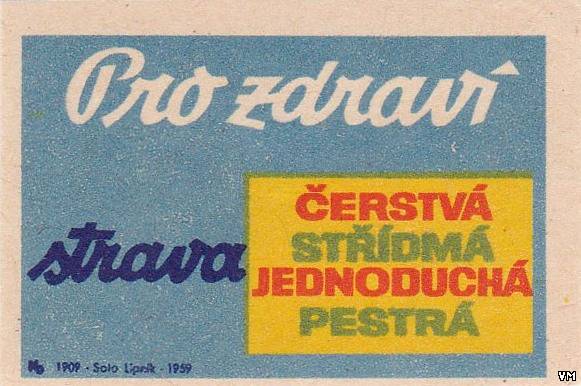 Pro zdraví
strava
ČERSTVÁ
STŘÍDMÁ
JEDNODUCHÁ
PESTRÁ
1909 · Solo Lipník · 1959
VM